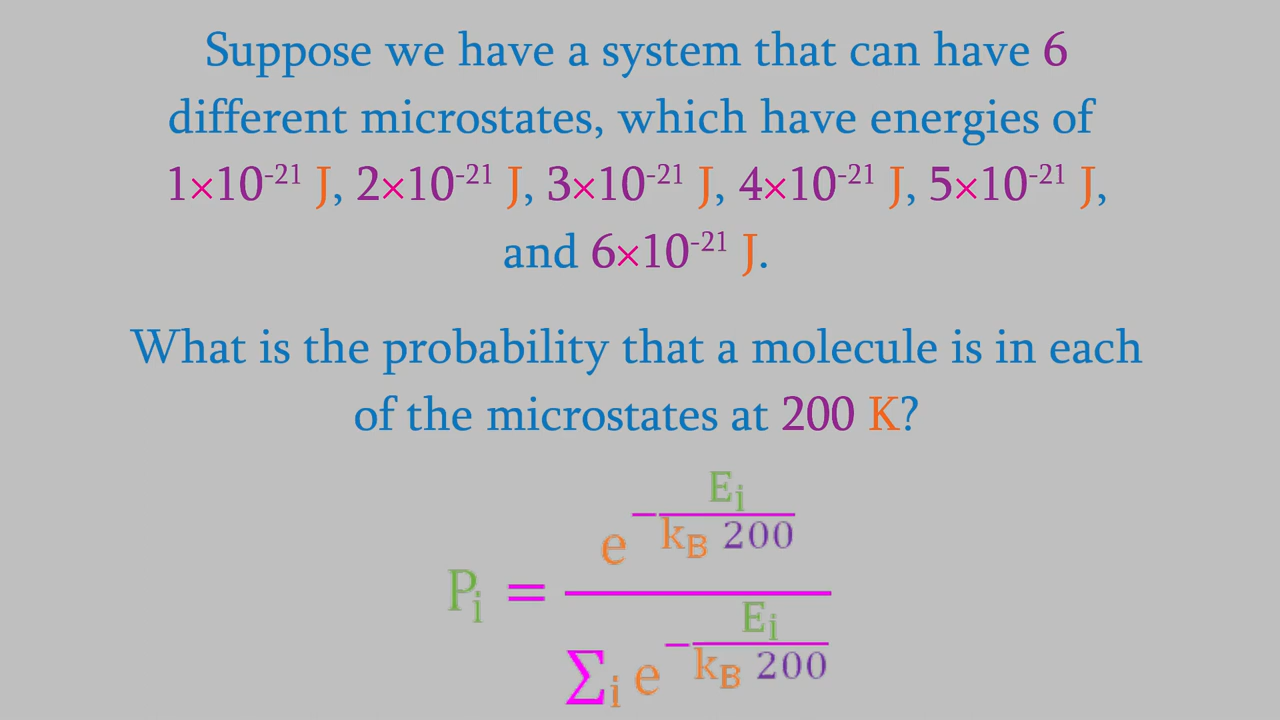 Suppose we have a system that can have 6
different microstates, which have energies of
1×10⁻²¹ J, 2×10⁻²¹ J, 3×10⁻²¹ J, 4×10⁻²¹ J, 5×10⁻²¹ J,
and 6×10⁻²¹ J.
What is the probability that a molecule is in each
of the microstates at 200 K?
Pᵢ = e^(-Eᵢ/(k_B 200)) / Σᵢ e^(-Eᵢ/(k_B 200))